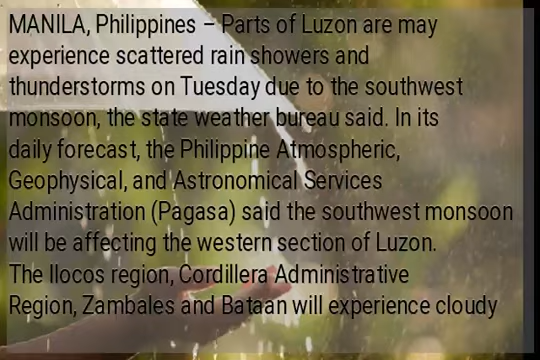 MANILA, Philippines – Parts of Luzon are may
experience scattered rain showers and
thunderstorms on Tuesday due to the southwest
monsoon, the state weather bureau said. In its
daily forecast, the Philippine Atmospheric,
Geophysical, and Astronomical Services
Administration (Pagasa) said the southwest monsoon
will be affecting the western section of Luzon.
The Ilocos region, Cordillera Administrative
Region, Zambales and Bataan will experience cloudy